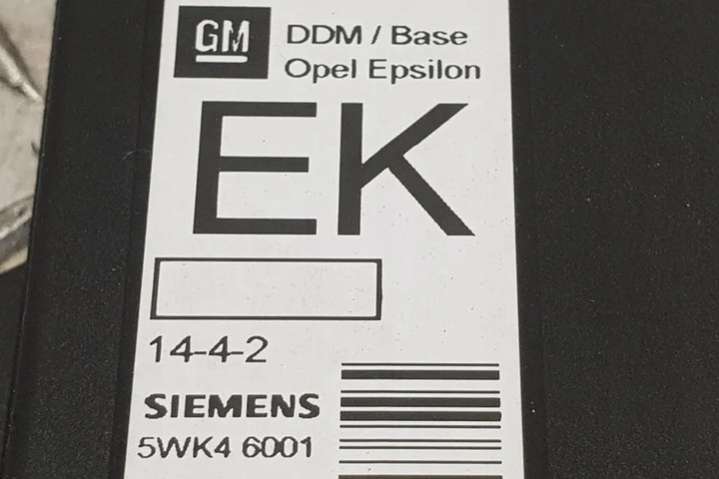 GM
DDM / Base
Opel Epsilon
EK
14-4-2
SIEMENS
5WK4 6001